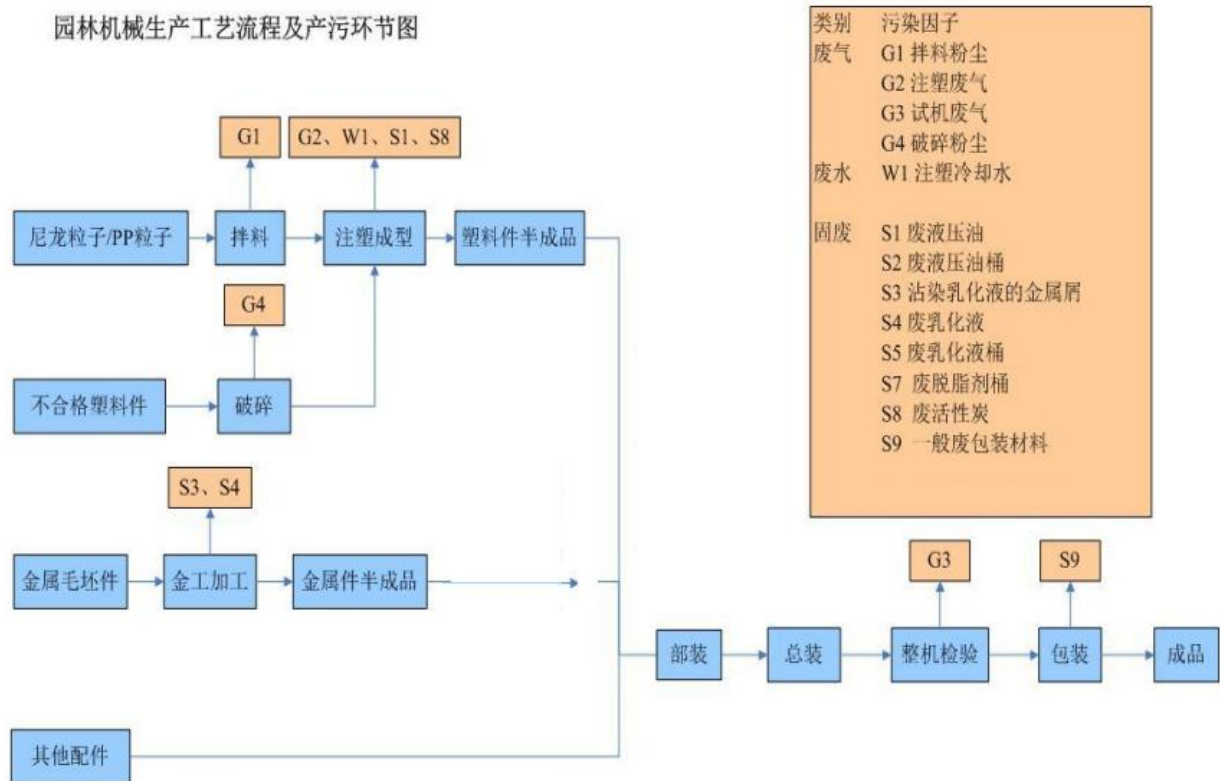 园林机械生产工艺流程及产污环节图
类别 污染因子
废气 G1 拌料粉尘
G2 注塑废气
G3 试机废气
G4 破碎粉尘
废水 W1 注塑冷却水
固废 S1 废液压油
S2 废液压油桶
S3 沾染乳化液的金属屑
S4 废乳化液
S5 废乳化液桶
S7 废脱脂剂桶
S8 废活性炭
S9 一般废包装材料
G1
G2、W1、S1、S8
尼龙粒子/PP粒子
拌料
注塑成型
塑料件半成品
G4
不合格塑料件
破碎
S3、S4
金属毛坯件
金工加工
金属件半成品
G3
S9
部装
总装
整机检验
包装
成品
其他配件